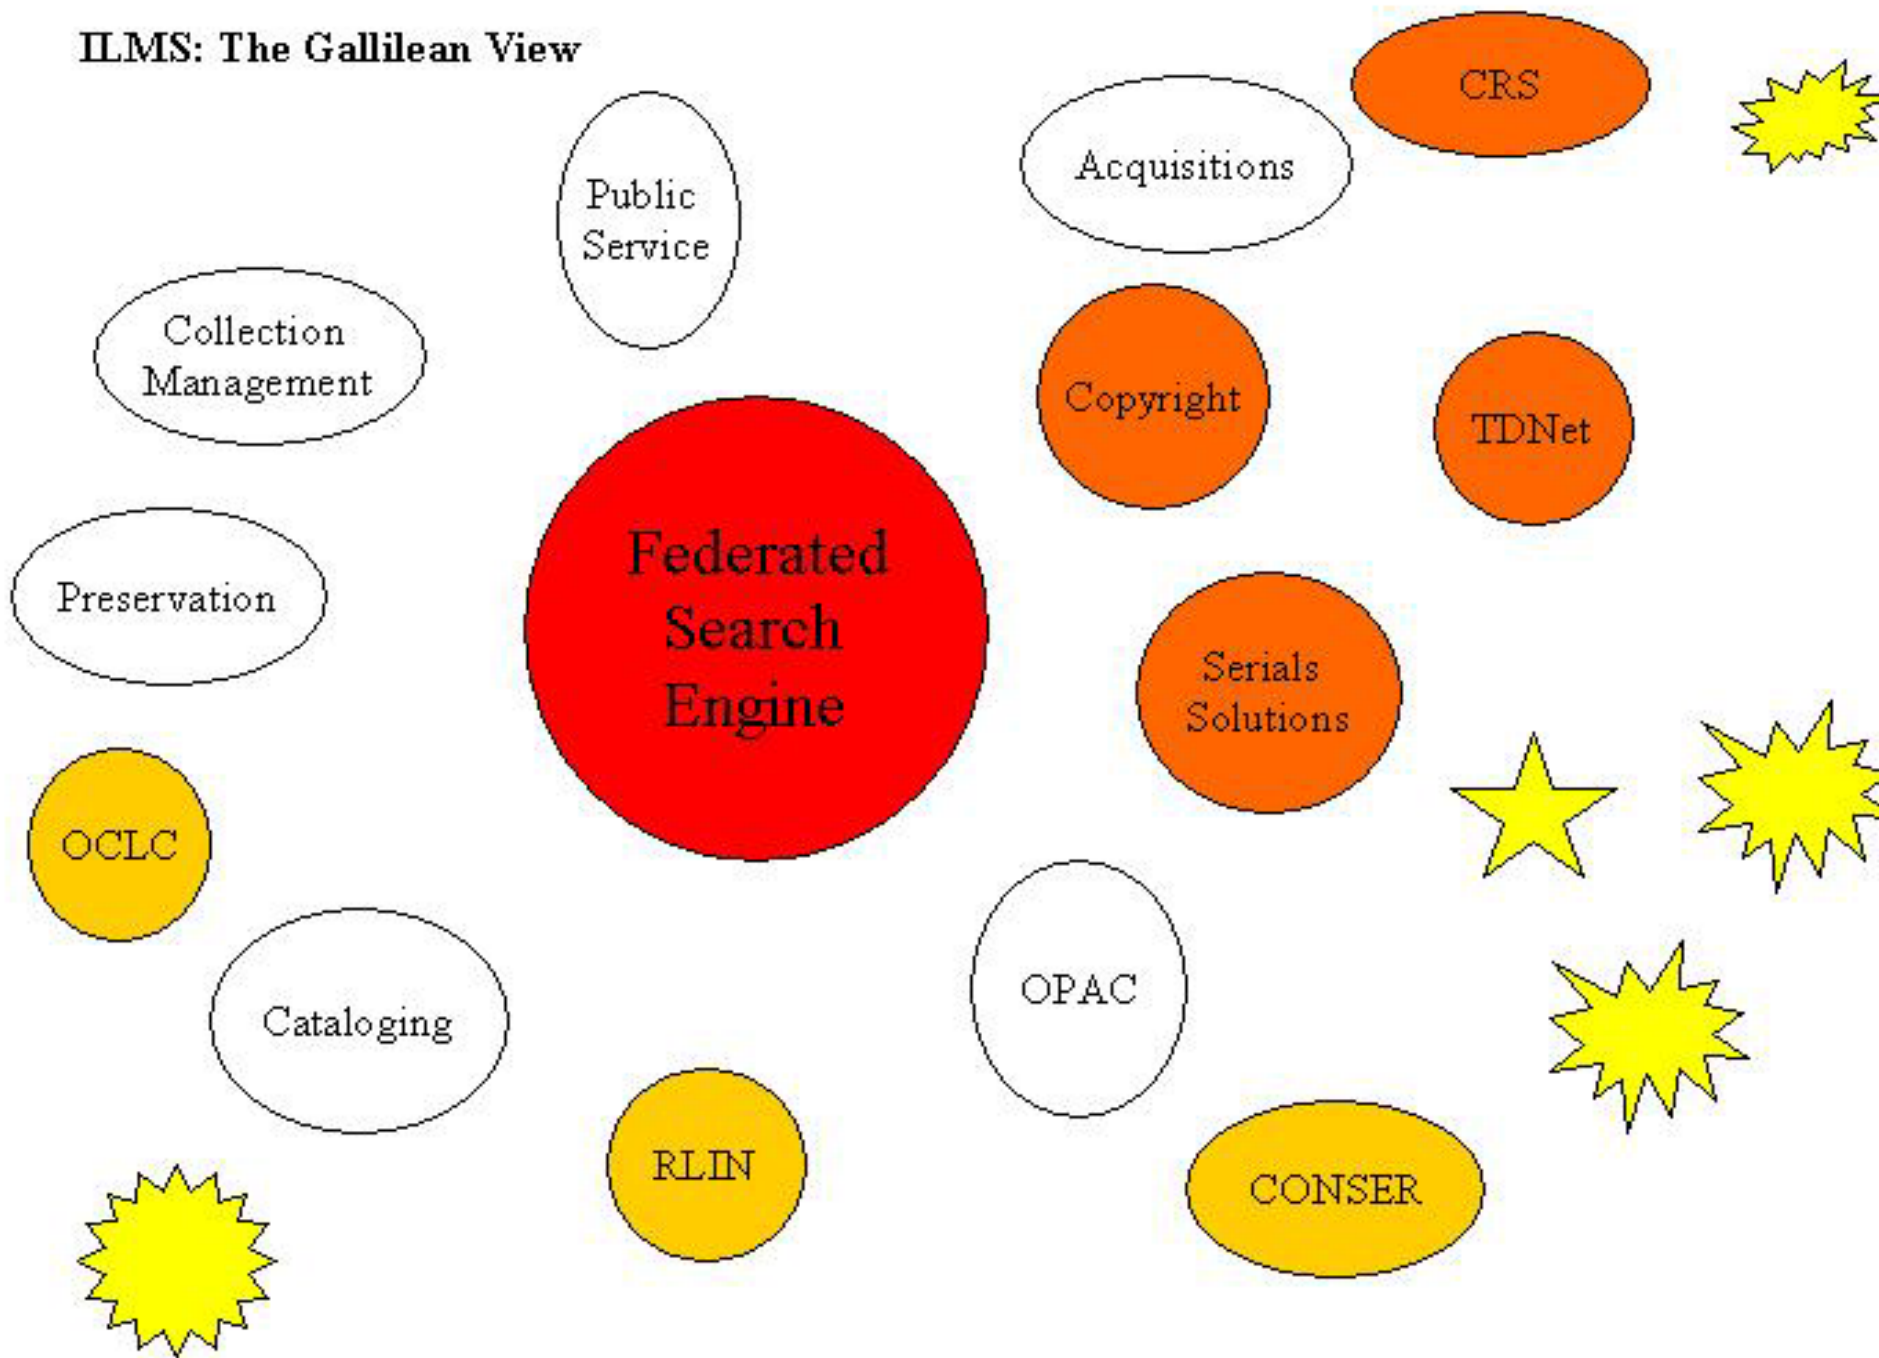 ILMS: The Gallilean View
CRS
Acquisitions
Public
Service
Collection
Management
Copyright
TDNet
Federated
Search
Engine
Preservation
Serials
Solutions
OCLC
OPAC
Cataloging
RLIN
CONSER